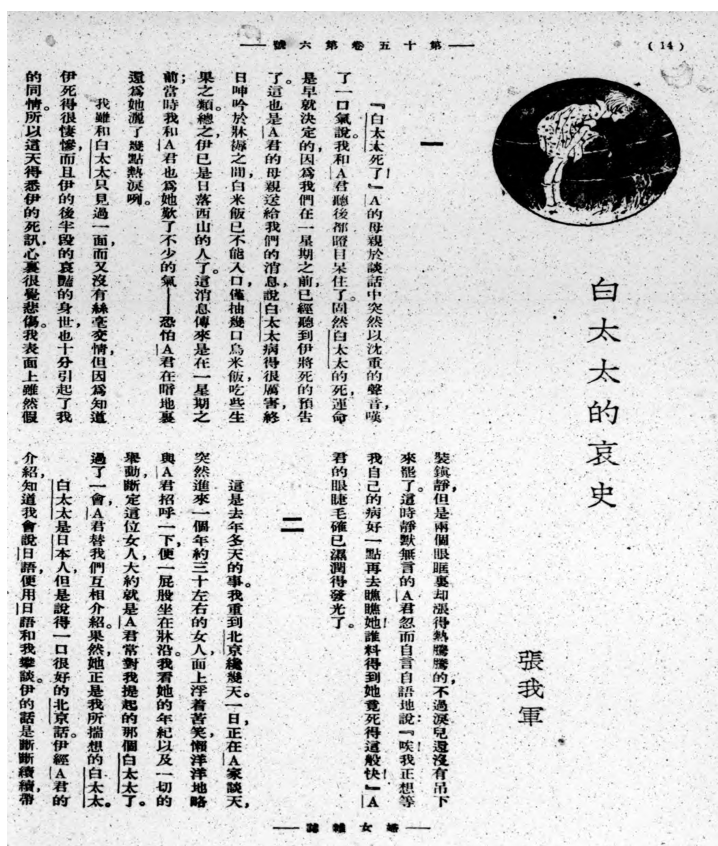 (14)
第十五卷第六號
白太太的哀史
張我軍
一
『白太太死了！』A的母親於談話中突然以沈重的聲音，嘆
了一口氣說。我和A君聽後都瞪目呆住了。固然白太太的死，運命
是早就決定的，因爲我們在一星期之前，已經聽到伊將死的預告
了。這也是A君的母親送給我們的消息，說白太太病得很厲害，終
日呻吟於牀褥之間，白米飯已不能入口，僅抽幾口烏米飯，吃些生
果之類。總之，伊已是日落西山的人了。這消息傳來是在一星期之
前；當時我和A君也爲她歎了不少的氣——恐怕A君在暗地裏
還爲她灑了幾點熱淚咧。
我雖和白太太只見過一面，而又沒有絲毫交情，但因爲知道
伊死得很悽慘，而且伊的後半段的哀豔的身世，也十分引起了我
的同情。所以這天得悉伊的死訊，心裏很覺悲傷。我表面上雖然假
裝鎮靜，但是兩個眼眶裏却漲得熱騰騰的，不過淚兒還沒有吊下
來罷了。這時靜默無言的A君忽而自言自語地說：『唉！我正想等
我自己的病好一點再去瞧瞧她，誰料得到她竟死得這般快！』A
君的眼睫毛確已濕潤得發光了。
二
這是去年冬天的事。我重到北京纔幾天。一日，正在A家談天，
突然進來一個年約三十左右的女人，面上浮着苦笑，懶洋洋地略
與A君招呼一下，便一屁股坐在牀沿。我看她的年紀以及一切的
舉動斷定這位女人大約就是A君常對我提起的那個白太太了。
過了一會，A君替我們互相介紹。果然，她正是我所揣想的白太太。
白太太是日本人，但是說得一口很好的北京話。伊經A君的
介紹，知道我會說日語，便用日語和我攀談。伊的話是斷斷續續，帶
婦女雜誌